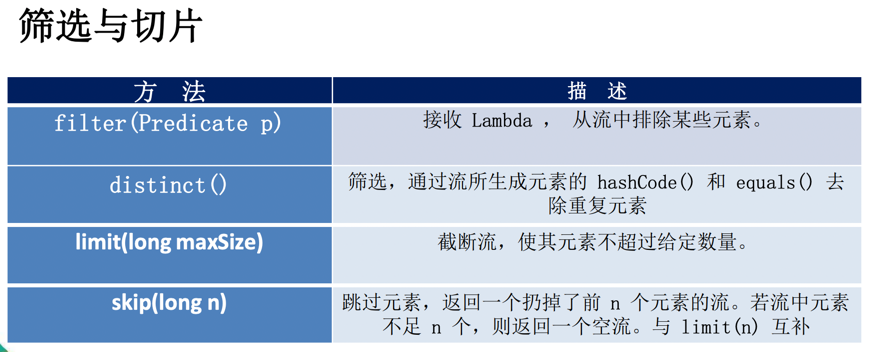 筛选与切片
方 法
描 述
filter(Predicate p)
接收 Lambda ， 从流中排除某些元素。
distinct()
筛选，通过流所生成元素的 hashCode() 和 equals() 去
除重复元素
limit(long maxSize)
截断流，使其元素不超过给定数量。
skip(long n)
跳过元素，返回一个扔掉了前 n 个元素的流。若流中元素
不足 n 个，则返回一个空流。与 limit(n) 互补